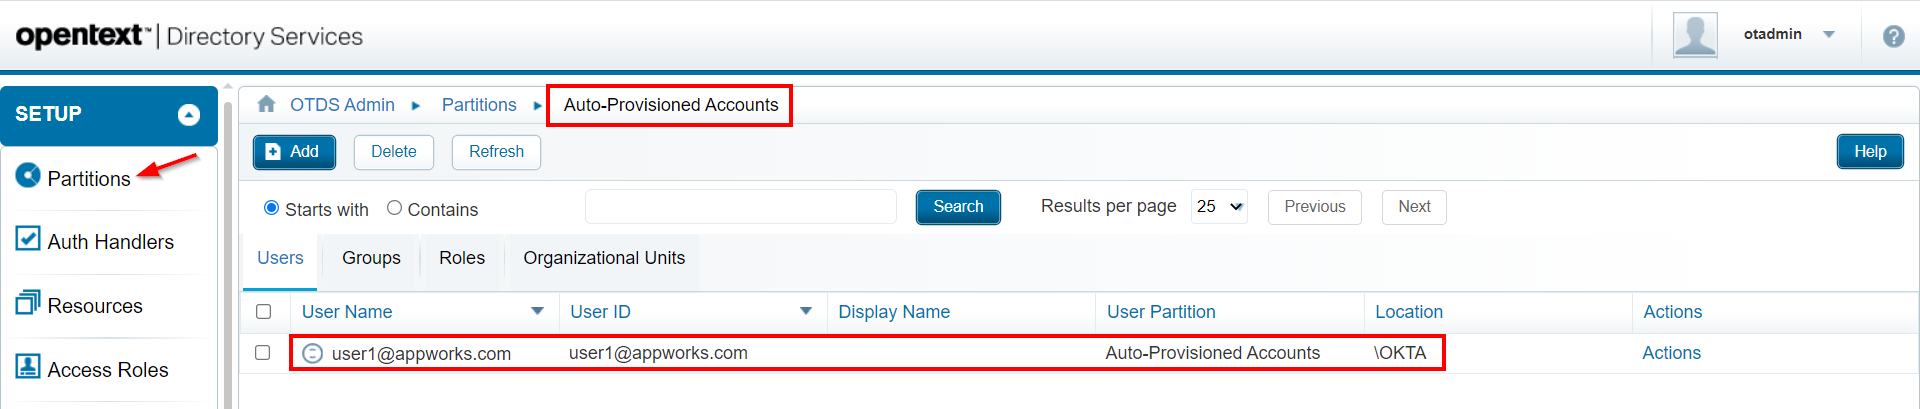 opentext™ | Directory Services
otadmin
?
SETUP
Partitions
Auth Handlers
Resources
Access Roles
OTDS Admin Partitions Auto-Provisioned Accounts
Add Delete Refresh Help
Starts with Contains Search Results per page 25 Previous Next
Users Groups Roles Organizational Units
User Name User ID Display Name User Partition Location Actions
user1@appworks.com user1@appworks.com Auto-Provisioned Accounts \OKTA Actions